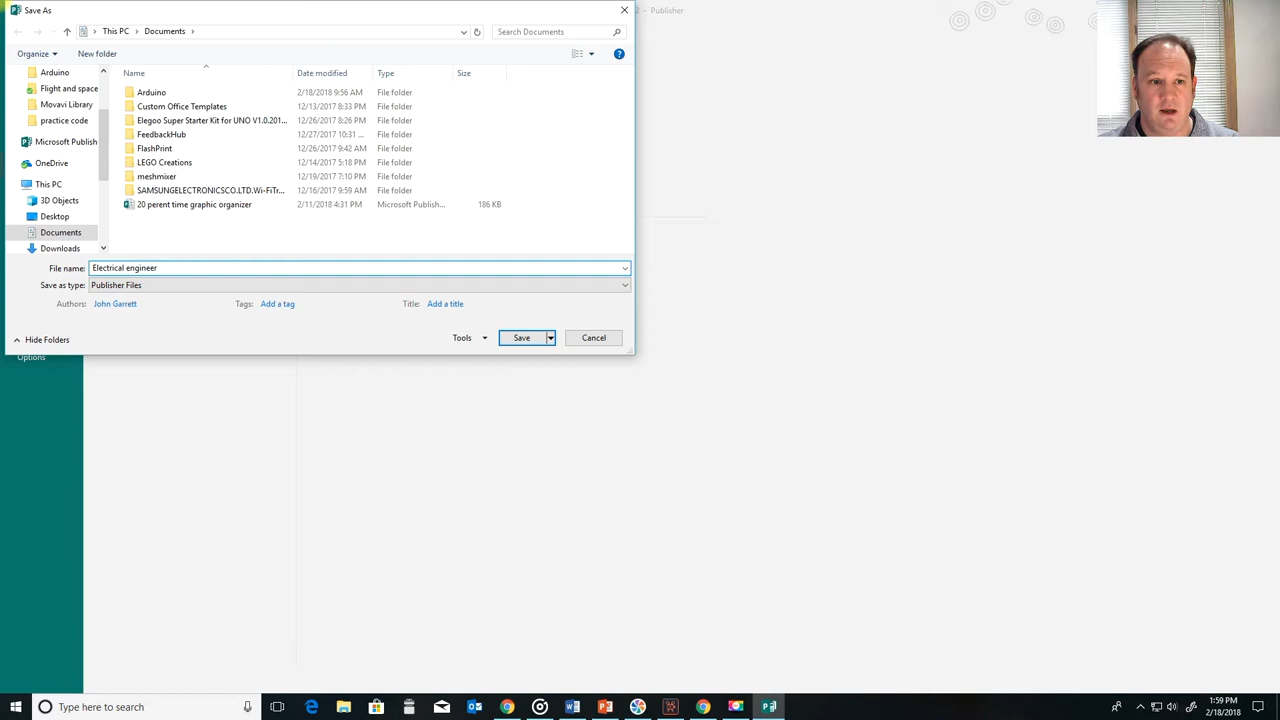 Save As
2 - Publisher
This PC > Documents >
Search Documents
Organize
New folder
Name
Date modified
Type
Size
Arduino
Flight and space
Movavi Library
practice code
Microsoft Publish
OneDrive
This PC
3D Objects
Desktop
Documents
Downloads
Arduino 2/18/2018 9:56 AM File folder
Custom Office Templates 12/13/2017 8:33 PM File folder
Elegoo Super Starter Kit for UNO V1.0.201... 12/26/2017 8:26 PM File folder
FeedbackHub 12/27/2017 10:31 ... File folder
FlashPrint 12/26/2017 9:42 AM File folder
LEGO Creations 12/14/2017 5:18 PM File folder
meshmixer 12/19/2017 7:10 PM File folder
SAMSUNGELECTRONICSCO.LTD.Wi-FiTr... 12/16/2017 9:59 AM File folder
20 perent time graphic organizer 2/11/2018 4:31 PM Microsoft Publish... 186 KB
File name: Electrical engineer
Save as type: Publisher Files
Authors: John Garrett Tags: Add a tag Title: Add a title
Hide Folders
Tools
Save
Cancel
Options
Type here to search
1:59 PM
2/18/2018